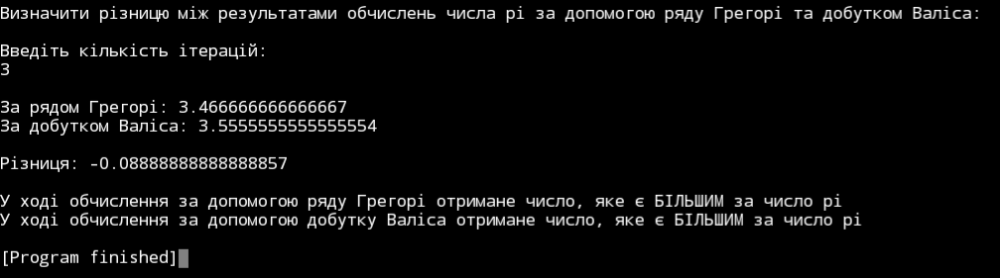 Визначити різницю між результатами обчислень числа pi за допомогою ряду Грегорі та добутком Валіса:
Введіть кількість ітерацій:
3
За рядом Грегорі: 3.466666666666667
За добутком Валіса: 3.5555555555555554
Різниця: -0.08888888888888857
У ході обчислення за допомогою ряду Грегорі отримане число, яке є БІЛЬШИМ за число pi
У ході обчислення за допомогою добутку Валіса отримане число, яке є БІЛЬШИМ за число pi
[Program finished]